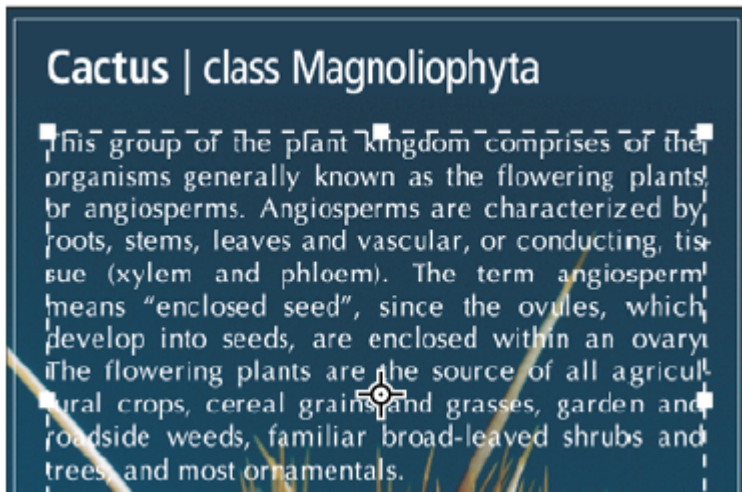 Cactus | class Magnoliophyta
This group of the plant kingdom comprises of the
organisms generally known as the flowering plants,
or angiosperms. Angiosperms are characterized by
roots, stems, leaves and vascular, or conducting, tis-
sue (xylem and phloem). The term angiosperm
means “enclosed seed”, since the ovules, which
develop into seeds, are enclosed within an ovary.
The flowering plants are the source of all agricul-
tural crops, cereal grains and grasses, garden and
roadside weeds, familiar broad-leaved shrubs and
trees, and most ornamentals.